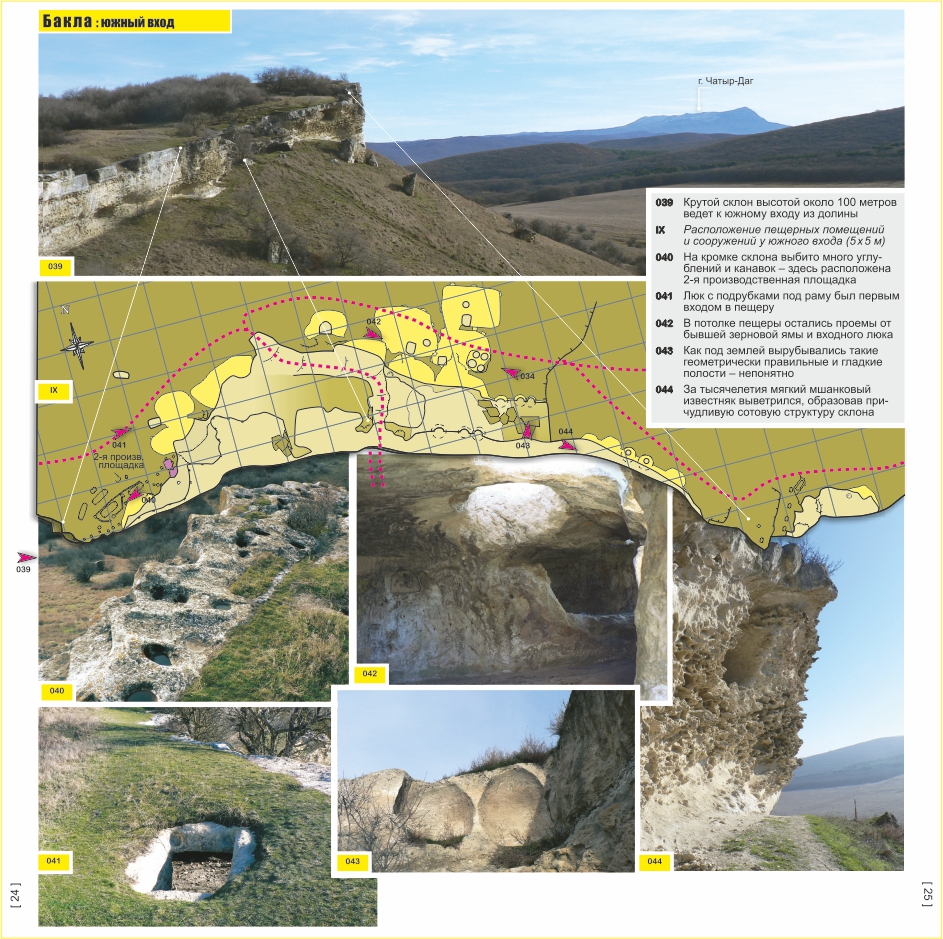 Бакла : южный вход
г. Чатыр-Даг
039 Крутой склон высотой около 100 метров
ведет к южному входу из долины
IX Расположение пещерных помещений
и сооружений у южного входа (5 х 5 м)
040 На кромке склона выбито много углу-
блений и канавок – здесь расположена
2-я производственная площадка
041 Люк с подрубками под раму был первым
входом в пещеру
042 В потолке пещеры остались проемы от
бывшей зерновой ямы и входного люка
043 Как под землей вырубывались такие
геометрически правильные и гладкие
полости – непонятно
044 За тысячелетия мягкий мшанковый
известняк выветрился, образовав при-
чудливую сотовую структуру склона
039
N
IX
042
034
041
043
044
2-я произв.
площадка
040
039
040
042
041
043
044
[ 24 ]
[ 25 ]